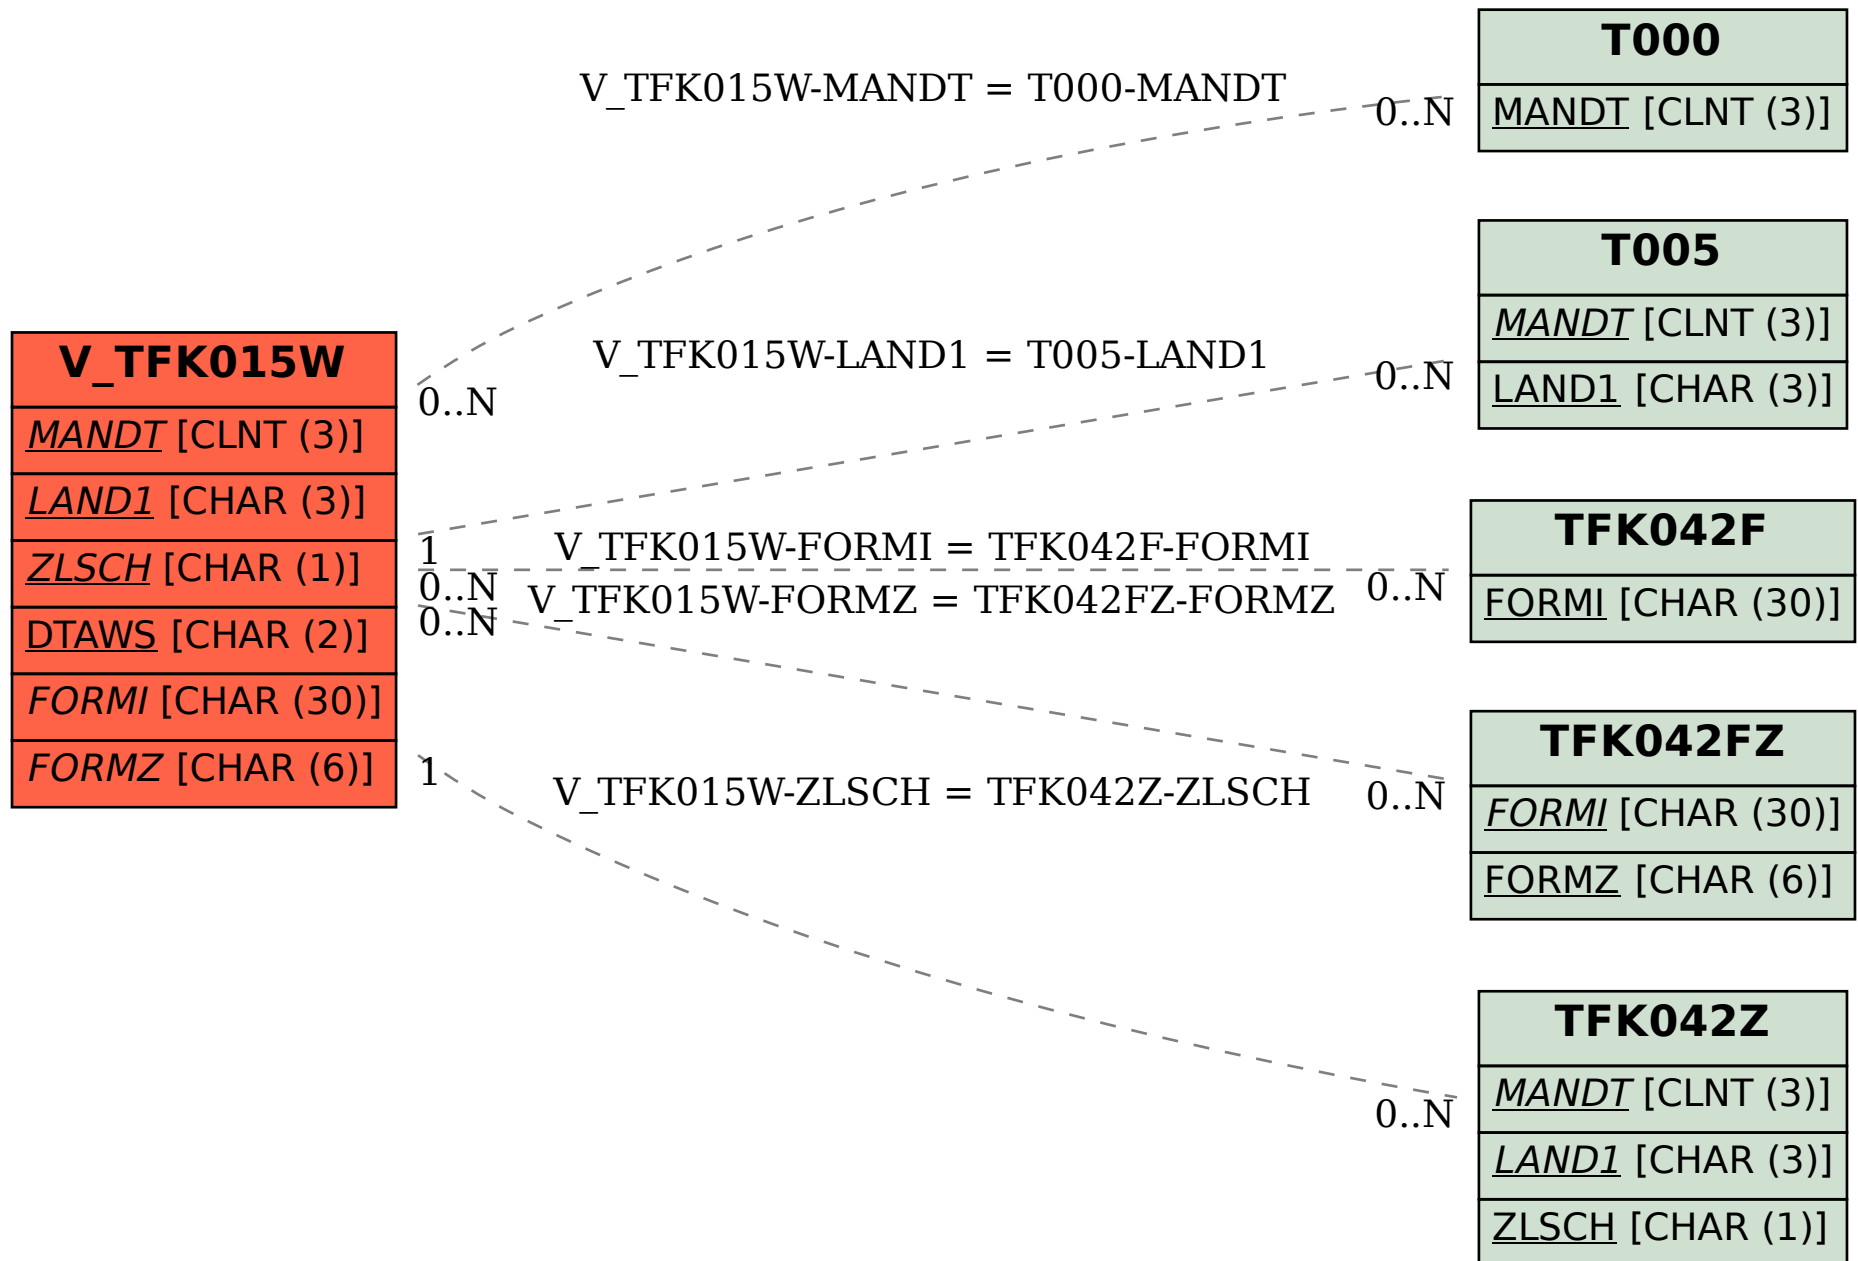 V_TFK015W
MANDT [CLNT (3)]
LAND1 [CHAR (3)]
ZLSCH [CHAR (1)]
DTAWS [CHAR (2)]
FORMI [CHAR (30)]
FORMZ [CHAR (6)]
V_TFK015W-MANDT = T000-MANDT
0..N
0..N
V_TFK015W-LAND1 = T005-LAND1
0..N
1
V_TFK015W-FORMI = TFK042F-FORMI
0..N
0..N
V_TFK015W-FORMZ = TFK042FZ-FORMZ
0..N
0..N
V_TFK015W-ZLSCH = TFK042Z-ZLSCH
1
0..N
T000
MANDT [CLNT (3)]
T005
MANDT [CLNT (3)]
LAND1 [CHAR (3)]
TFK042F
FORMI [CHAR (30)]
TFK042FZ
FORMI [CHAR (30)]
FORMZ [CHAR (6)]
TFK042Z
MANDT [CLNT (3)]
LAND1 [CHAR (3)]
ZLSCH [CHAR (1)]